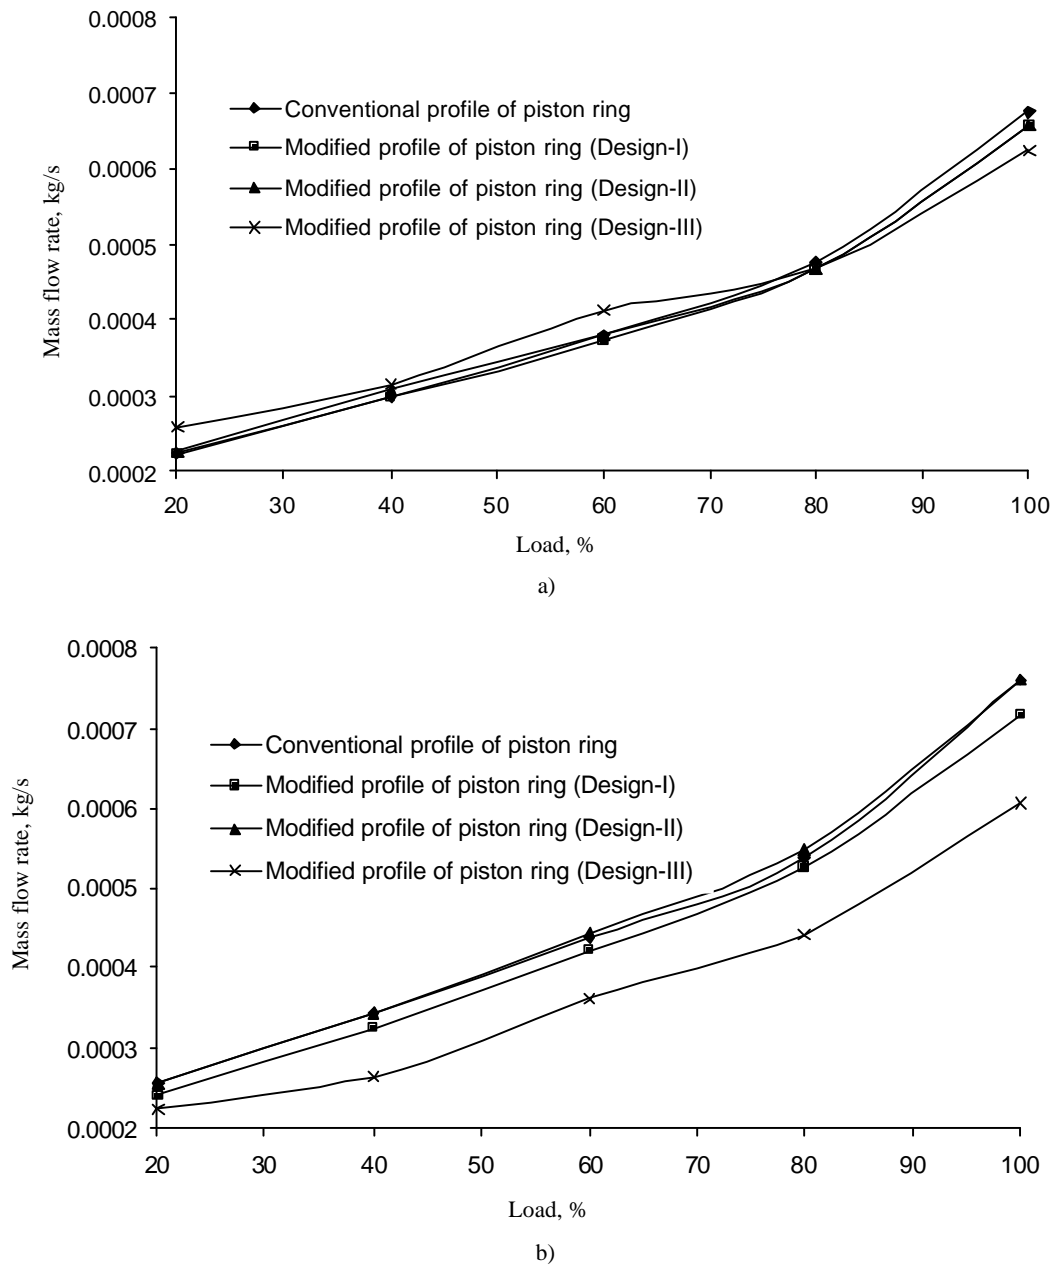 0.0008
0.0007
0.0006
0.0005
0.0004
0.0003
0.0002
Mass flow rate, kg/s
Conventional profile of piston ring
Modified profile of piston ring (Design-I)
Modified profile of piston ring (Design-II)
Modified profile of piston ring (Design-III)
20 30 40 50 60 70 80 90 100
Load, %
a)
0.0008
0.0007
0.0006
0.0005
0.0004
0.0003
0.0002
Mass flow rate, kg/s
Conventional profile of piston ring
Modified profile of piston ring (Design-I)
Modified profile of piston ring (Design-II)
Modified profile of piston ring (Design-III)
20 30 40 50 60 70 80 90 100
Load, %
b)